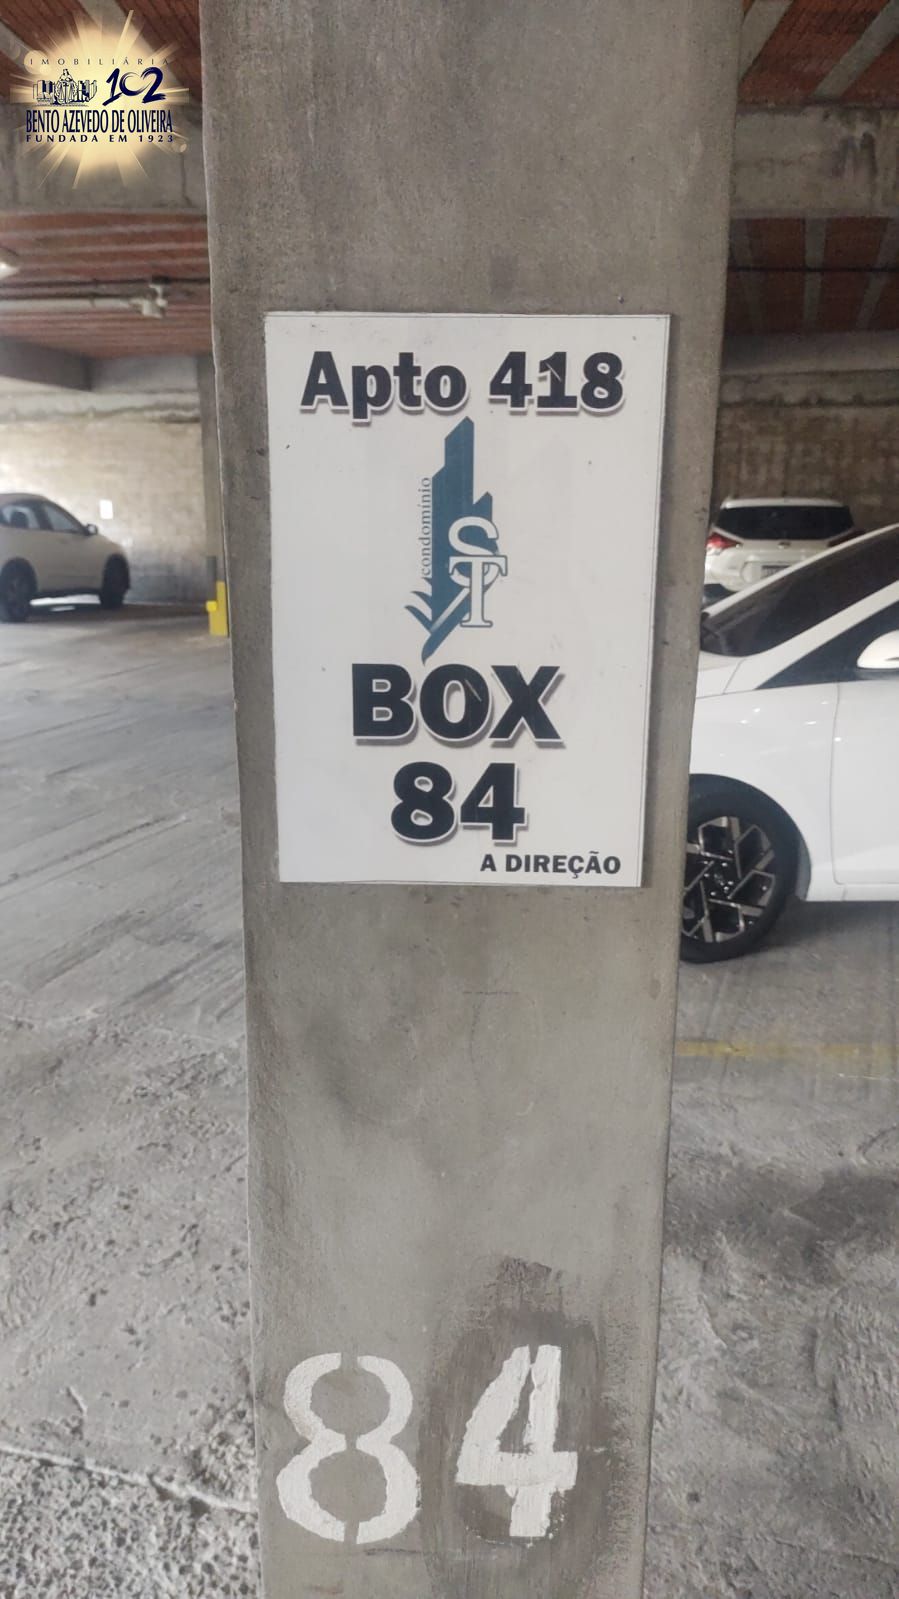 IMOBILIÁRIA
102
BENTO AZEVEDO DE OLIVEIRA
FUNDADA EM 1923
Apto 418
condomínio
ST
BOX
84
A DIREÇÃO
84